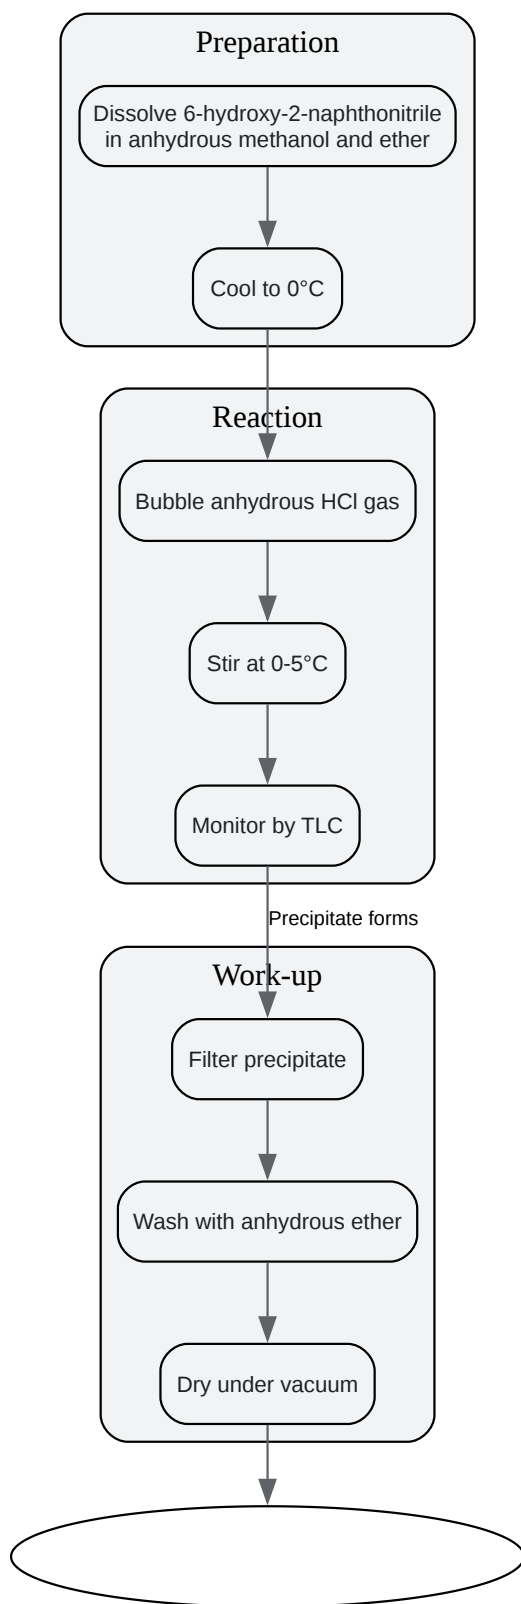 Preparation
Dissolve 6-hydroxy-2-naphthonitrile
in anhydrous methanol and ether
Cool to 0°C
Reaction
Bubble anhydrous HCl gas
Stir at 0-5°C
Monitor by TLC
Precipitate forms
Work-up
Filter precipitate
Wash with anhydrous ether
Dry under vacuum